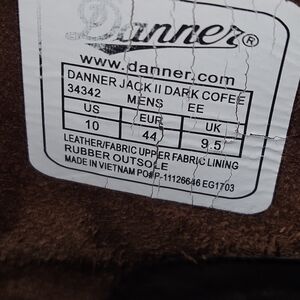 Danner®
www.danner.com
DANNER JACK II DARK COFEE
34342 MENS EE
US EUR UK
10 44 9.5
LEATHER/FABRIC UPPER FABRIC LINING
RUBBER OUTSOLE
MADE IN VIETNAM PO#P-11126646 EG1703